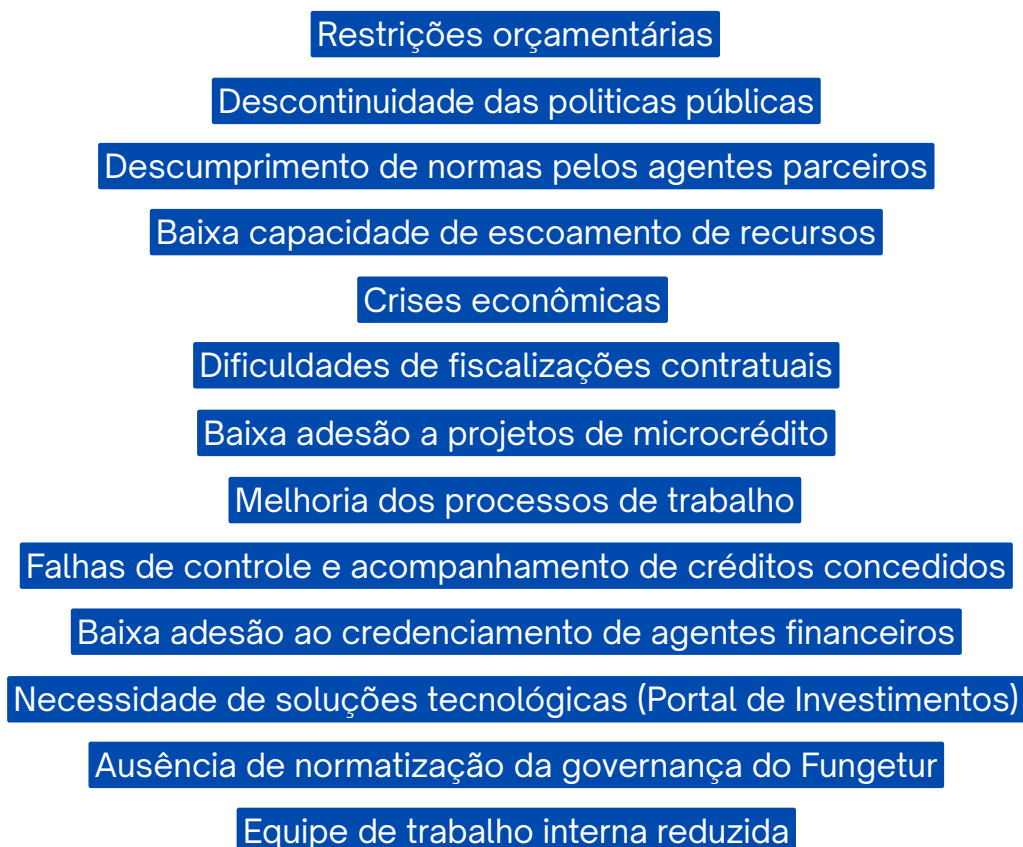 Restrições orçamentárias
Descontinuidade das politicas públicas
Descumprimento de normas pelos agentes parceiros
Baixa capacidade de escoamento de recursos
Crises econômicas
Dificuldades de fiscalizações contratuais
Baixa adesão a projetos de microcrédito
Melhoria dos processos de trabalho
Falhas de controle e acompanhamento de créditos concedidos
Baixa adesão ao credenciamento de agentes financeiros
Necessidade de soluções tecnológicas (Portal de Investimentos)
Ausência de normatização da governança do Fungetur
Equipe de trabalho interna reduzida